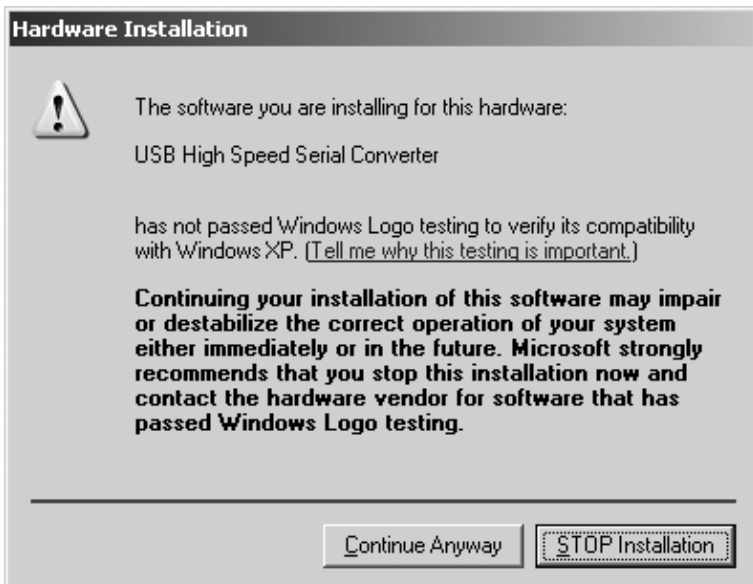 Hardware Installation
The software you are installing for this hardware:
USB High Speed Serial Converter
has not passed Windows Logo testing to verify its compatibility
with Windows XP. (Tell me why this testing is important.)
Continuing your installation of this software may impair
or destabilize the correct operation of your system
either immediately or in the future. Microsoft strongly
recommends that you stop this installation now and
contact the hardware vendor for software that has
passed Windows Logo testing.
Continue Anyway
STOP Installation